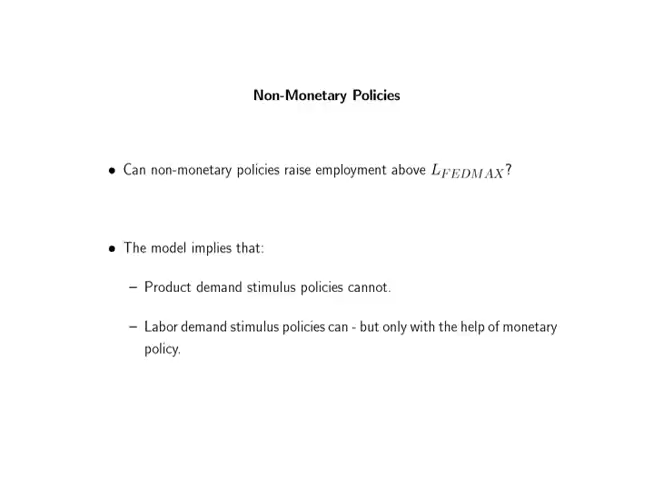 Non-Monetary Policies
• Can non-monetary policies raise employment above L_{FEDMAX}?
• The model implies that:
– Product demand stimulus policies cannot.
– Labor demand stimulus policies can - but only with the help of monetary
policy.